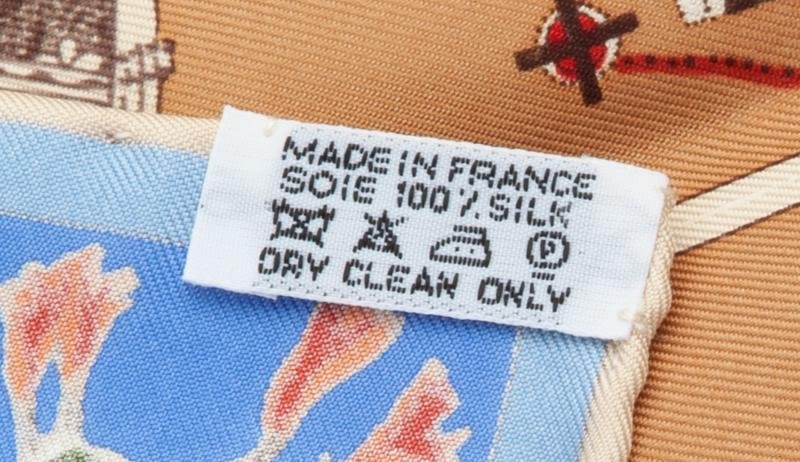 MADE IN FRANCE
SOIE 100% SILK
P
DRY CLEAN ONLY